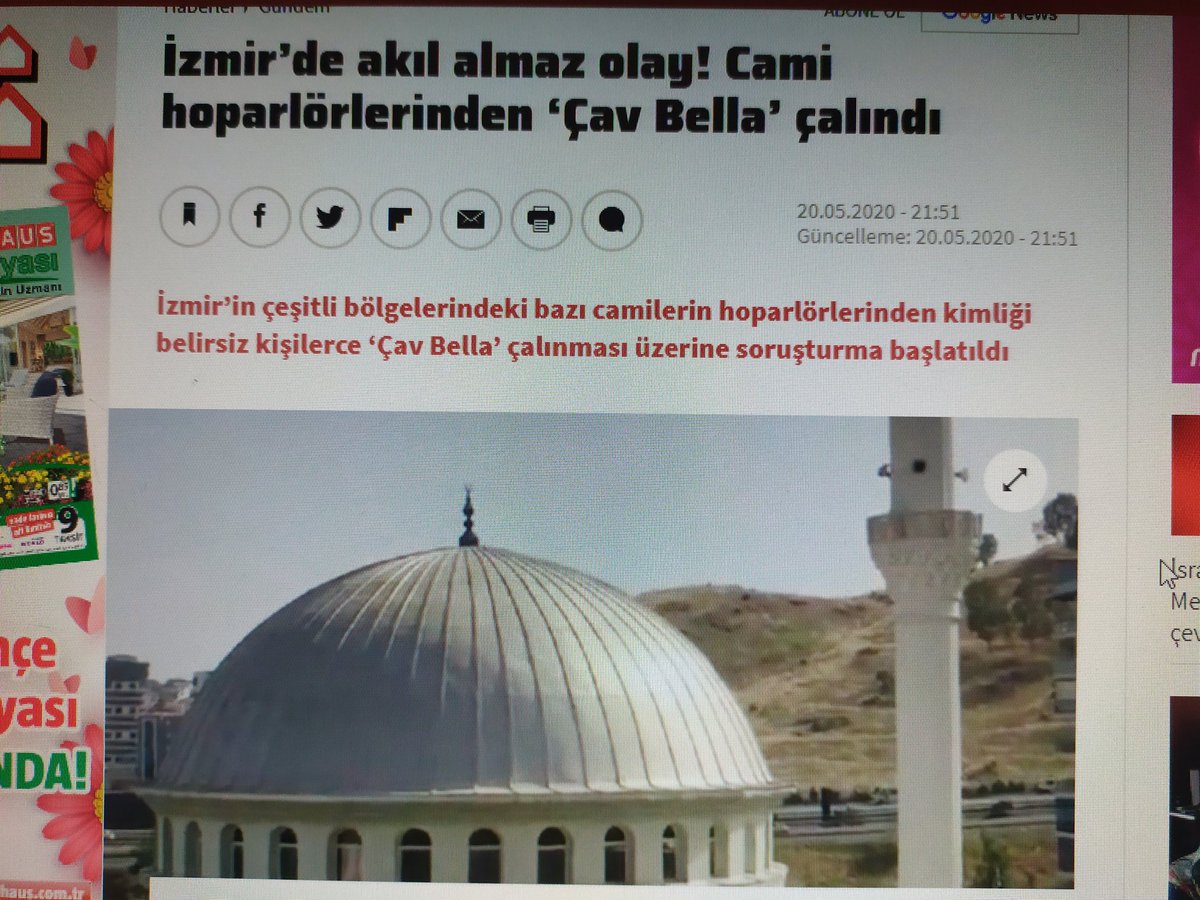 Haberler › Gündem
ABONE OL
Google News
İzmir’de akıl almaz olay! Cami
hoparlörlerinden ‘Çav Bella’ çalındı
20.05.2020 - 21:51
Güncelleme: 20.05.2020 - 21:51
İzmir’in çeşitli bölgelerindeki bazı camilerin hoparlörlerinden kimliği
belirsiz kişilerce ‘Çav Bella’ çalınması üzerine soruşturma başlatıldı
AUS
yası
in Uzmanı
9
nçe
yası
NDA!
haus.com.tr
Me
çev